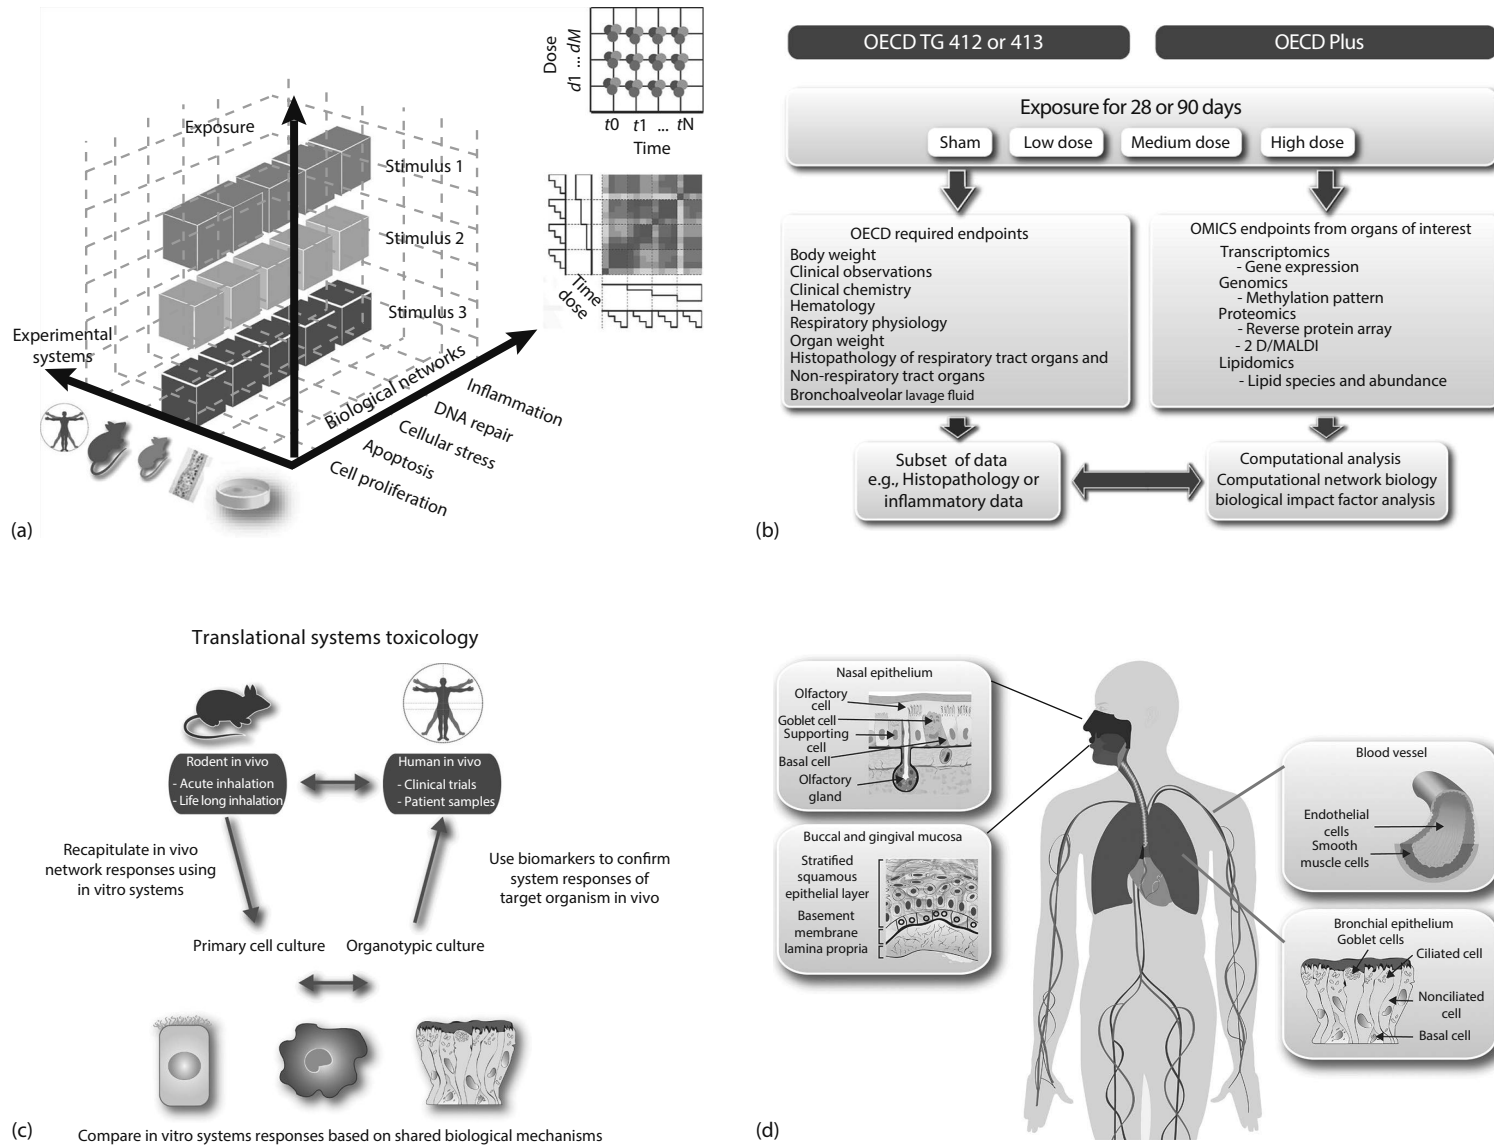 Dose
d1 ... dM
t0 t1 ... tN
Time
Exposure
Stimulus 1
Stimulus 2
Stimulus 3
Time
dose
Experimental
systems
Biological networks
Inflammation
DNA repair
Cellular stress
Apoptosis
Cell proliferation
(a)
OECD TG 412 or 413
OECD Plus
Exposure for 28 or 90 days
Sham
Low dose
Medium dose
High dose
OECD required endpoints
Body weight
Clinical observations
Clinical chemistry
Hematology
Respiratory physiology
Organ weight
Histopathology of respiratory tract organs and
Non-respiratory tract organs
Bronchoalveolar lavage fluid
OMICS endpoints from organs of interest
Transcriptomics
- Gene expression
Genomics
- Methylation pattern
Proteomics
- Reverse protein array
- 2 D/MALDI
Lipidomics
- Lipid species and abundance
Subset of data
e.g., Histopathology or
inflammatory data
Computational analysis
Computational network biology
biological impact factor analysis
(b)
Translational systems toxicology
Rodent in vivo
- Acute inhalation
- Life long inhalation
Human in vivo
- Clinical trials
- Patient samples
Recapitulate in vivo
network responses using
in vitro systems
Use biomarkers to confirm
system responses of
target organism in vivo
Primary cell culture
Organotypic culture
(c)
Compare in vitro systems responses based on shared biological mechanisms
Nasal epithelium
Olfactory
cell
Goblet cell
Supporting
cell
Basal cell
Olfactory
gland
Buccal and gingival mucosa
Stratified
squamous
epithelial layer
Basement
membrane
lamina propria
Blood vessel
Endothelial
cells
Smooth
muscle cells
Bronchial epithelium
Goblet cells
Ciliated cell
Nonciliated
cell
Basal cell
(d)